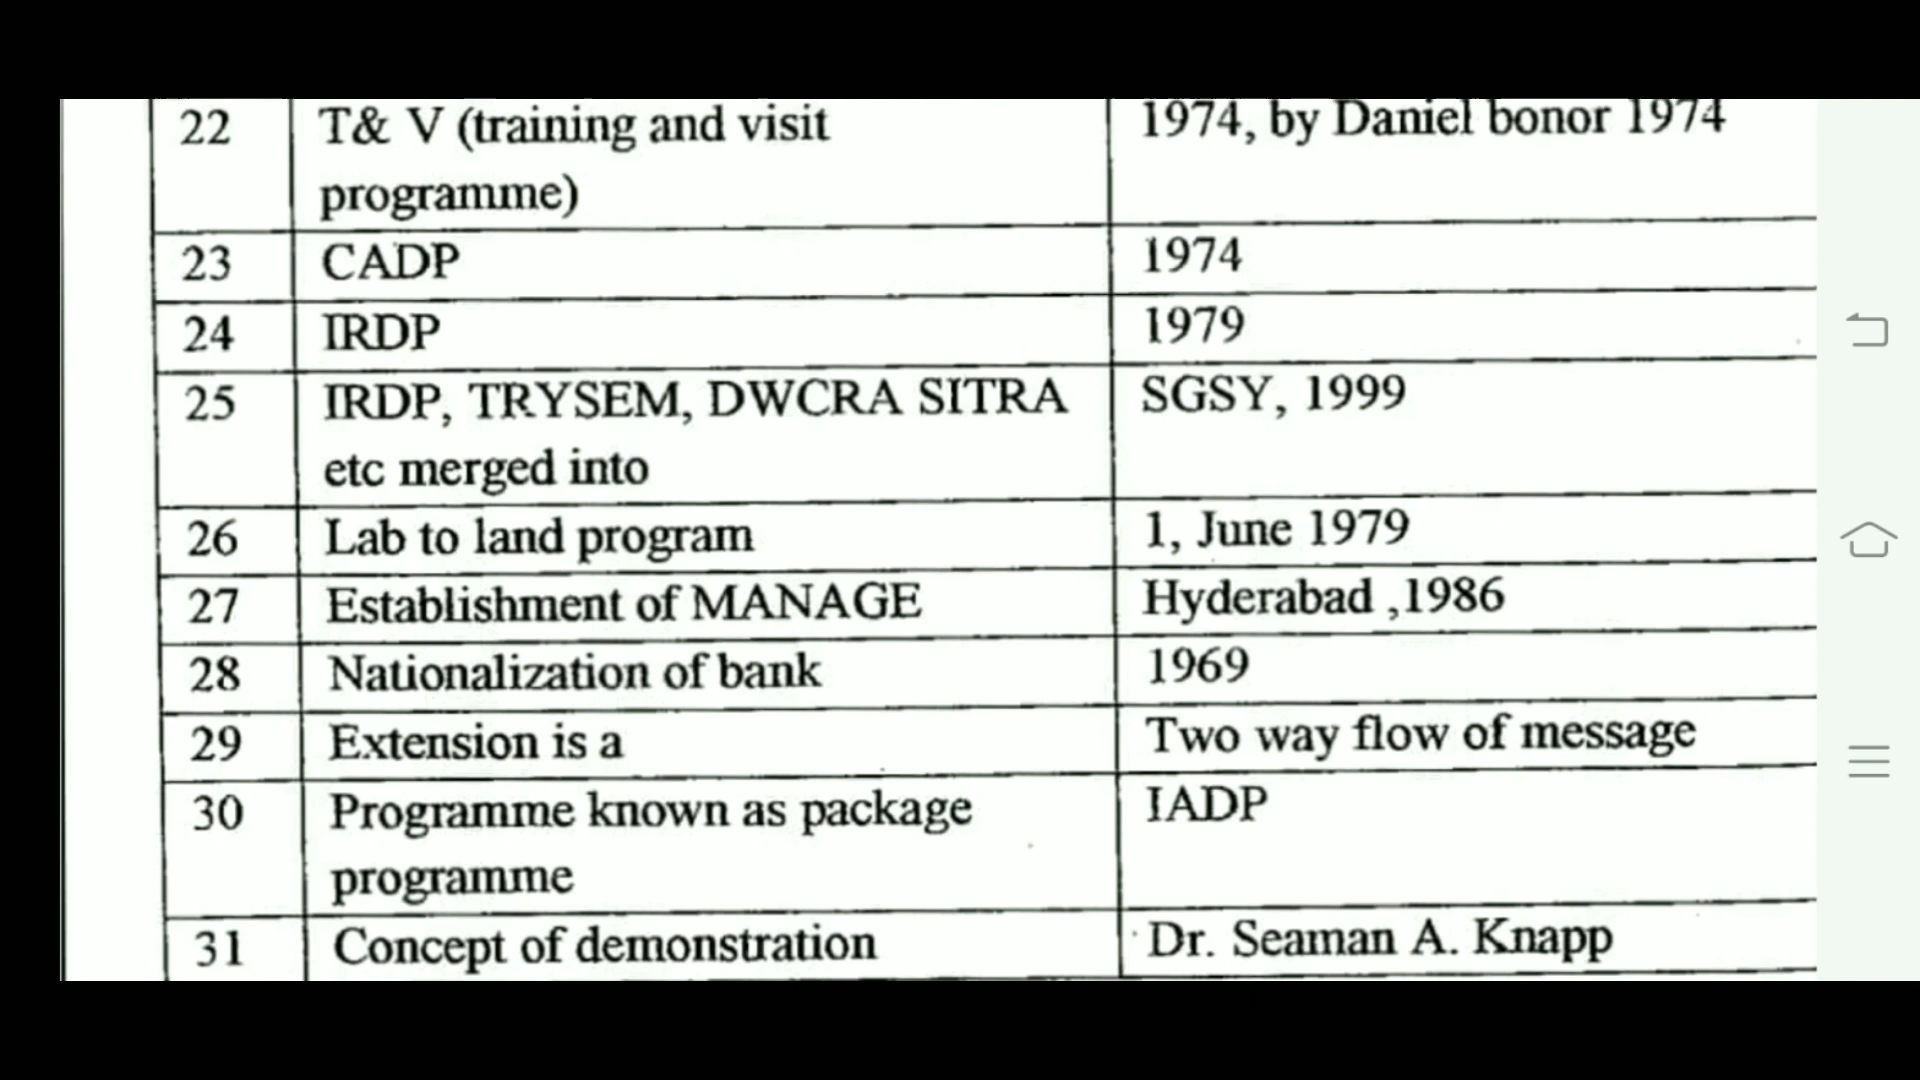 22 T& V (training and visit 1974, by Daniel bonor 1974
programme)
23 CADP 1974
24 IRDP 1979
25 IRDP, TRYSEM, DWCRA SITRA SGSY, 1999
etc merged into
26 Lab to land program 1, June 1979
27 Establishment of MANAGE Hyderabad ,1986
28 Nationalization of bank 1969
29 Extension is a Two way flow of message
30 Programme known as package IADP
programme
31 Concept of demonstration Dr. Seaman A. Knapp